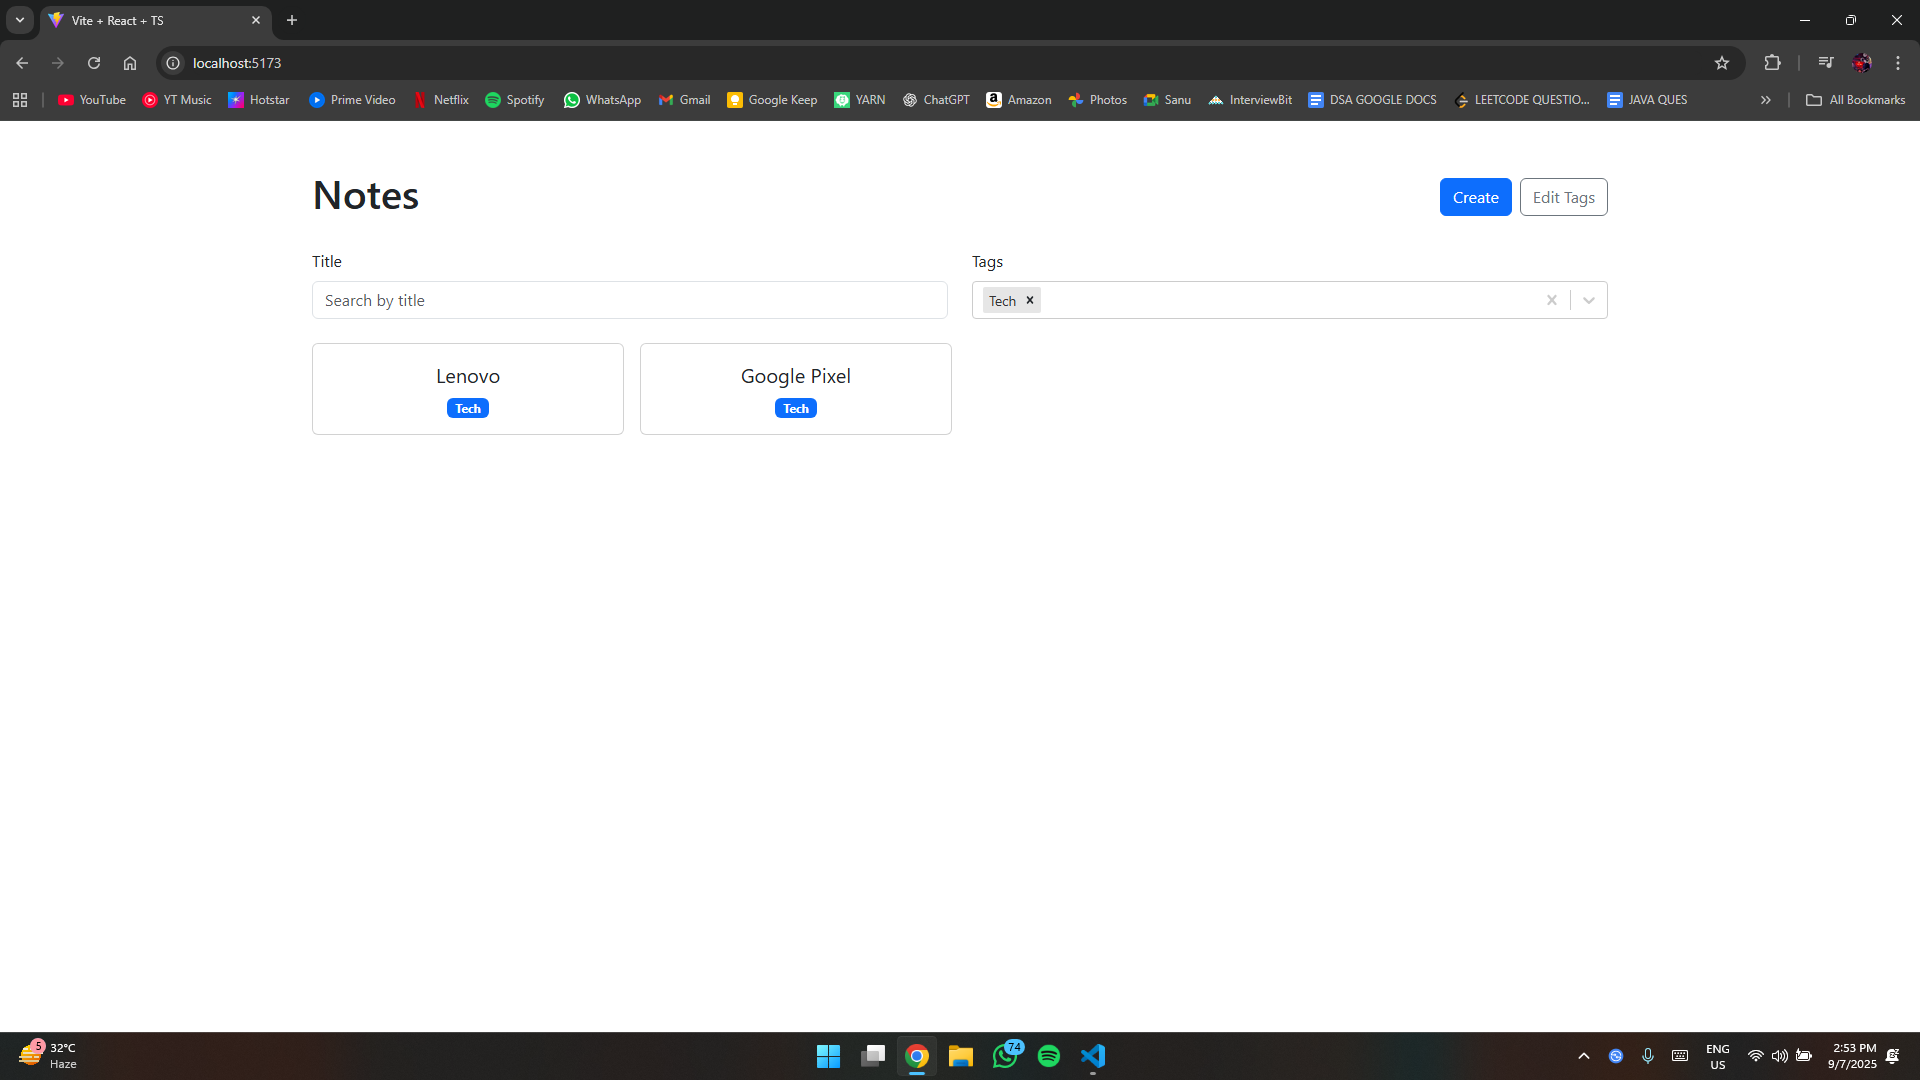 Vite + React + TS
localhost:5173
YouTube YT Music Hotstar Prime Video Netflix Spotify WhatsApp Gmail Google Keep YARN ChatGPT Amazon Photos Sanu InterviewBit DSA GOOGLE DOCS LEETCODE QUESTIO... JAVA QUES All Bookmarks
Notes
Create Edit Tags
Title Tags
Search by title Tech
Lenovo Google Pixel
Tech Tech
5 32°C
Haze
74
ENG
US
2:53 PM
9/7/2025